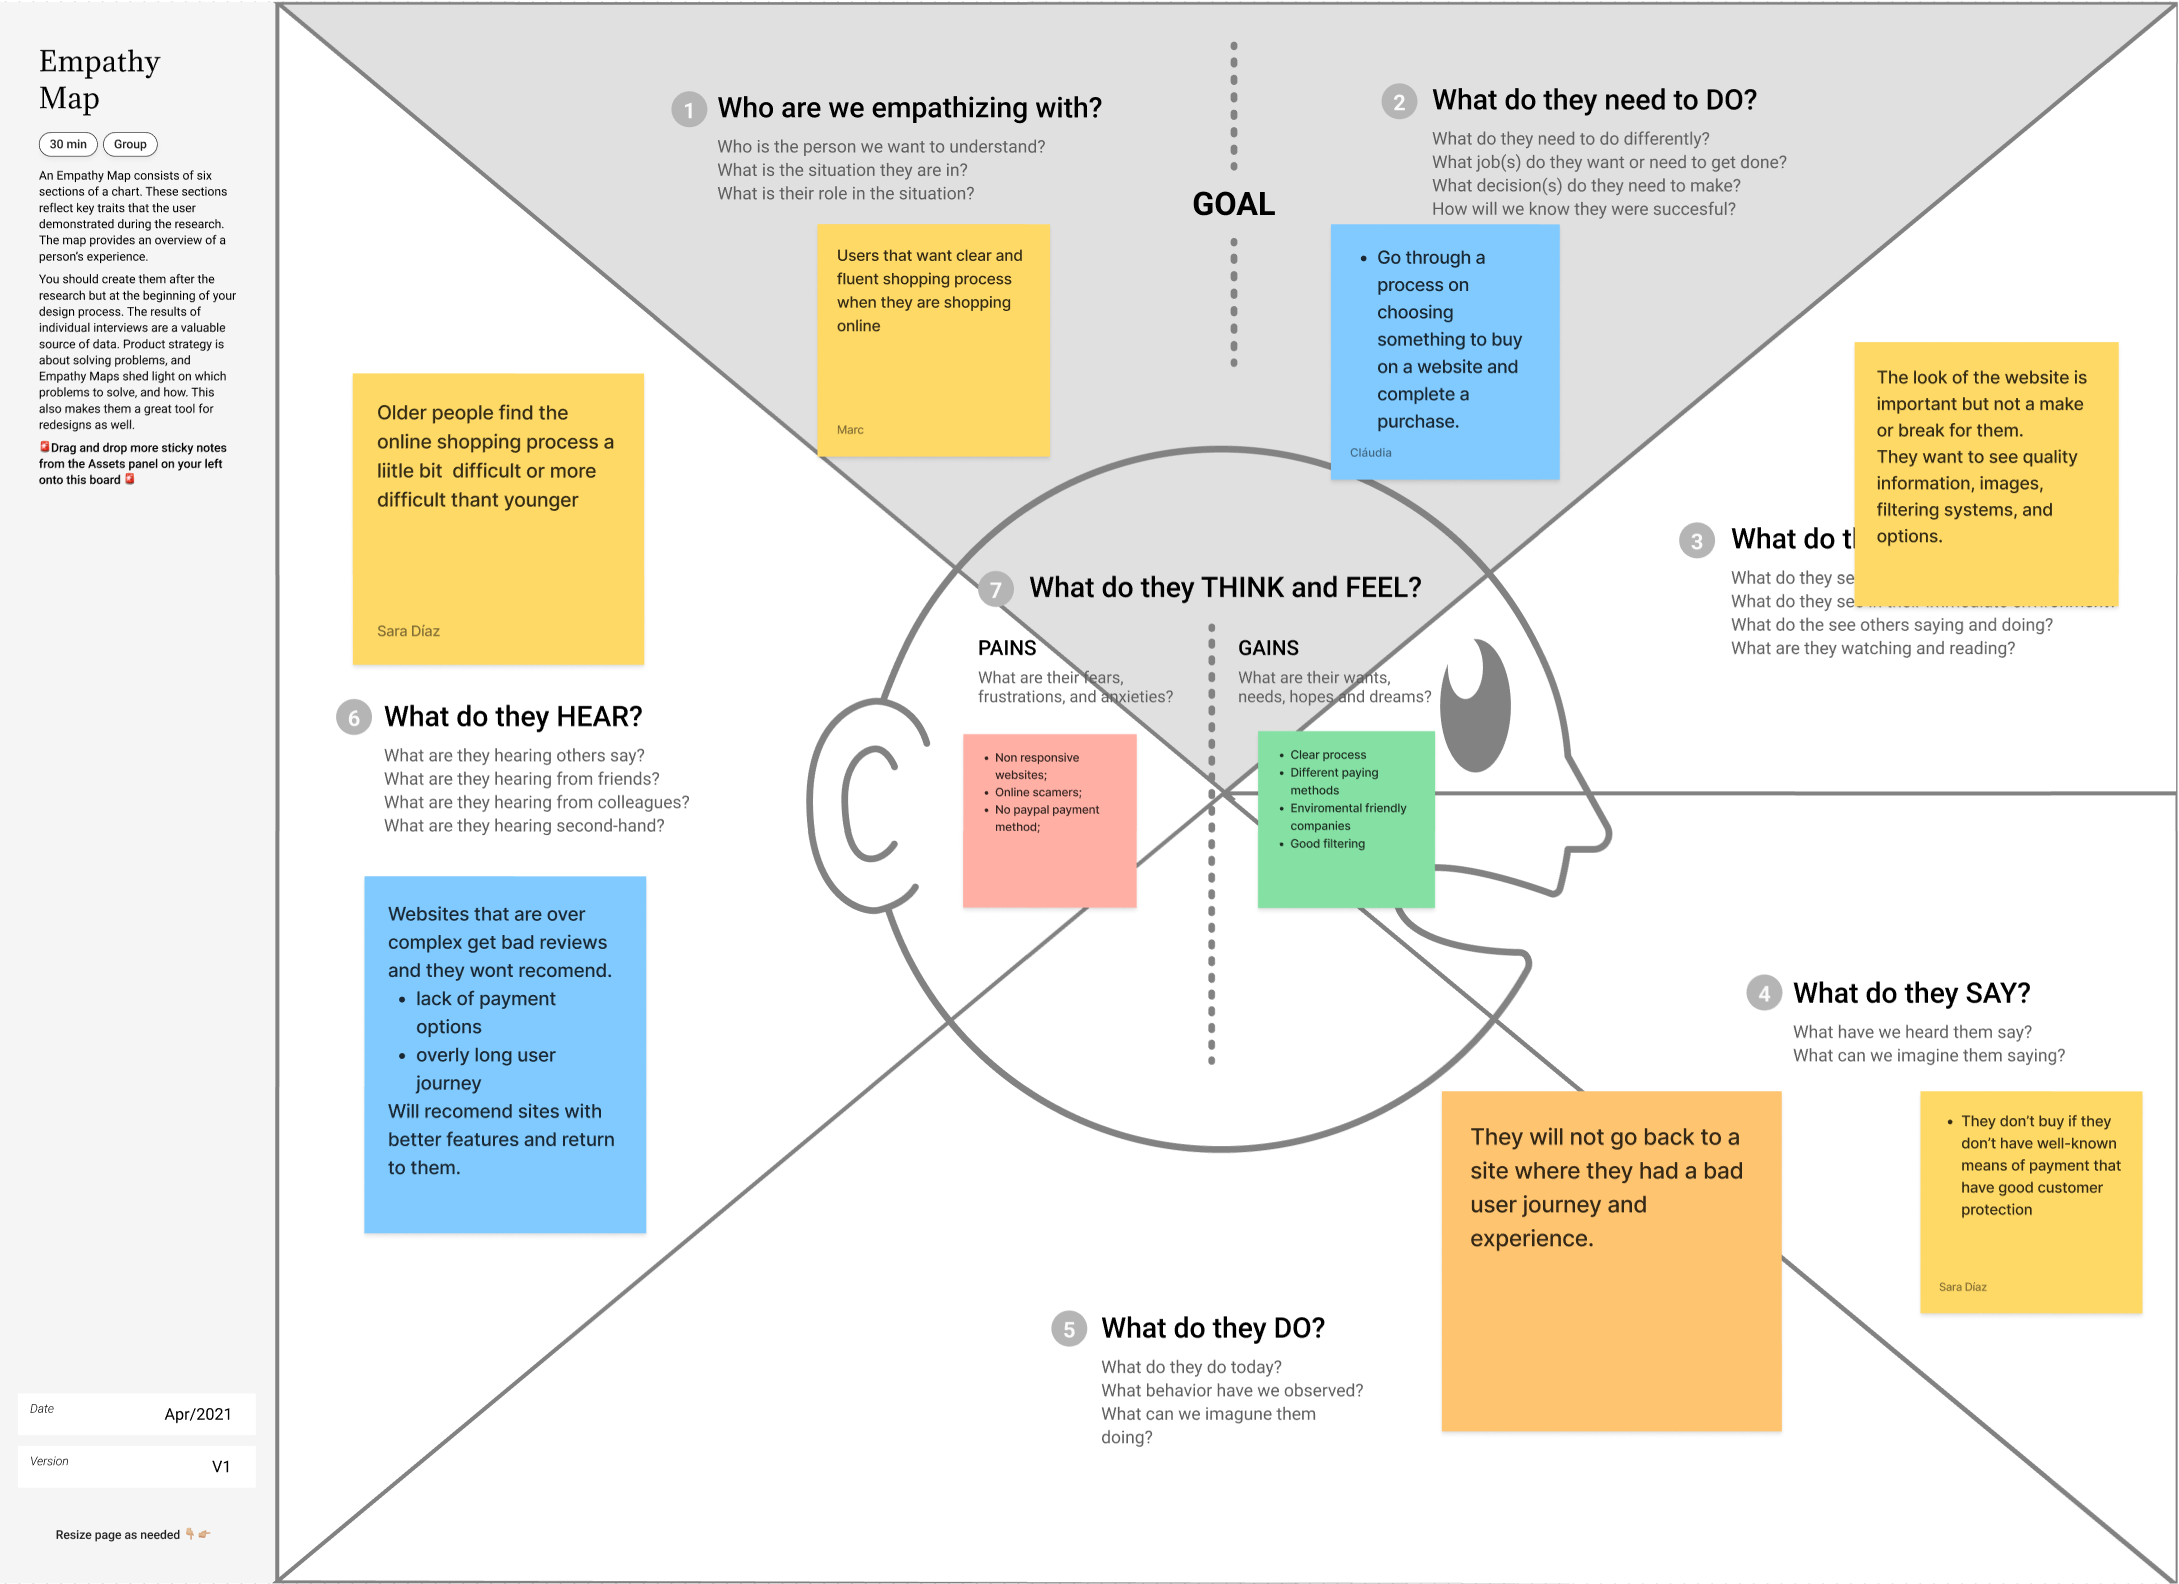 Empathy
Map
30 min
Group
An Empathy Map consists of six
sections of a chart. These sections
reflect key traits that the user
demonstrated during the research.
The map provides an overview of a
person's experience.
You should create them after the
research but at the beginning of your
design process. The results of
individual interviews are a valuable
source of data. Product strategy is
about solving problems, and
Empathy Maps shed light on which
problems to solve, and how. This
also makes them a great tool for
redesigns as well.
🚨Drag and drop more sticky notes
from the Assets panel on your left
onto this board 🚨
Date
Apr/2021
Version
V1
Resize page as needed 👇🏼 👉🏼
1
Who are we empathizing with?
Who is the person we want to understand?
What is the situation they are in?
What is their role in the situation?
Users that want clear and
fluent shopping process
when they are shopping
online
Marc
GOAL
2
What do they need to DO?
What do they need to do differently?
What job(s) do they want or need to get done?
What decision(s) do they need to make?
How will we know they were succesful?
• Go through a
process on
choosing
something to buy
on a website and
complete a
purchase.
Cláudia
The look of the website is
important but not a make
or break for them.
They want to see quality
information, images,
filtering systems, and
options.
3
What do
What do they
What do they
What do the see others saying and doing?
What are they watching and reading?
4
What do they SAY?
What have we heard them say?
What can we imagine them saying?
• They don't buy if they
don't have well-known
means of payment that
have good customer
protection
Sara Díaz
5
What do they DO?
What do they do today?
What behavior have we observed?
What can we imagune them
doing?
They will not go back to a
site where they had a bad
user journey and
experience.
Older people find the
online shopping process a
liitle bit  difficult or more
difficult thant younger
Sara Díaz
6
What do they HEAR?
What are they hearing others say?
What are they hearing from friends?
What are they hearing from colleagues?
What are they hearing second-hand?
Websites that are over
complex get bad reviews
and they wont recomend.
• lack of payment
options
• overly long user
journey
Will recomend sites with
better features and return
to them.
7
What do they THINK and FEEL?
PAINS
What are their fears,
frustrations, and anxieties?
• Non responsive
websites;
• Online scamers;
• No paypal payment
method;
GAINS
What are their wants,
needs, hopes and dreams?
• Clear process
• Different paying
methods
• Enviromental friendly
companies
• Good filtering